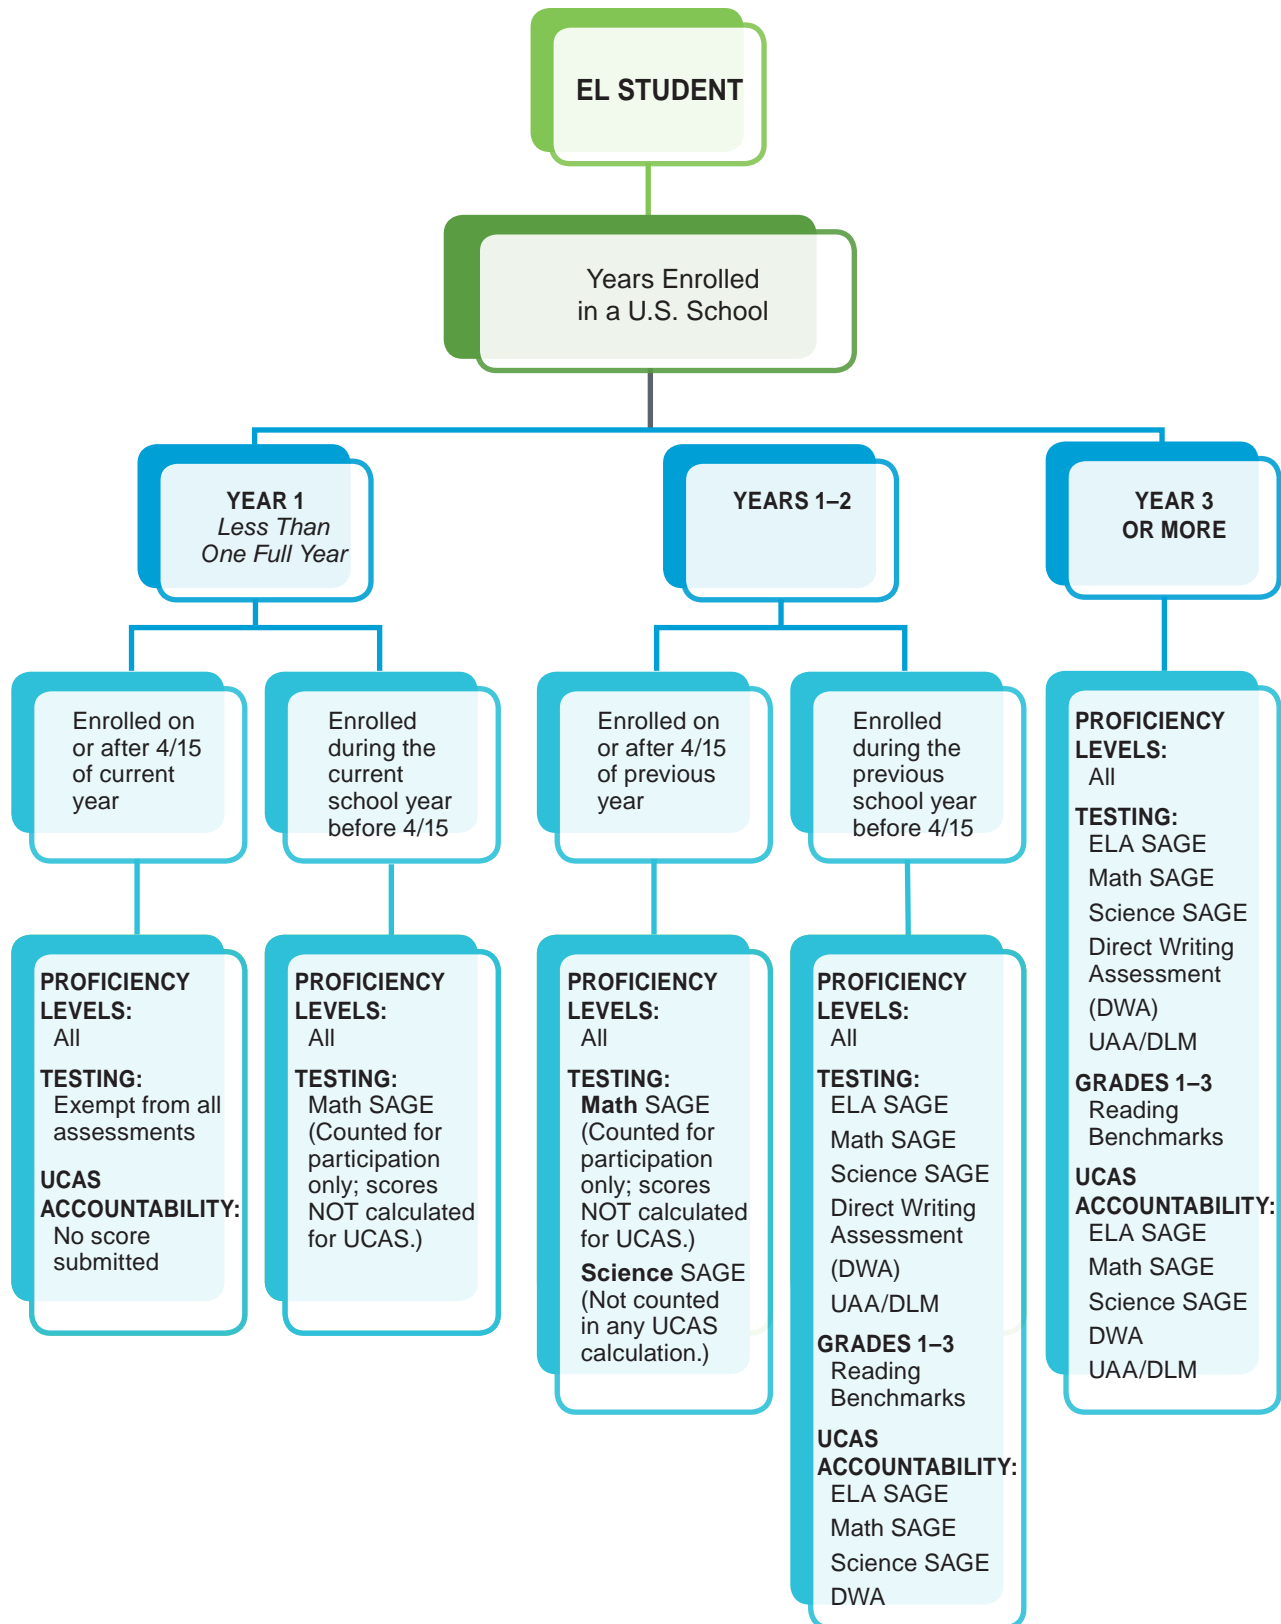 EL STUDENT
Years Enrolled
in a U.S. School
YEAR 1
Less Than
One Full Year
YEARS 1–2
YEAR 3
OR MORE
Enrolled on
or after 4/15
of current
year
Enrolled
during the
current
school year
before 4/15
Enrolled on
or after 4/15
of previous
year
Enrolled
during the
previous
school year
before 4/15
PROFICIENCY
LEVELS:
All
TESTING:
Exempt from all
assessments
UCAS
ACCOUNTABILITY:
No score
submitted
PROFICIENCY
LEVELS:
All
TESTING:
Math SAGE
(Counted for
participation
only; scores
NOT calculated
for UCAS.)
PROFICIENCY
LEVELS:
All
TESTING:
Math SAGE
(Counted for
participation
only; scores
NOT calculated
for UCAS.)
Science SAGE
(Not counted
in any UCAS
calculation.)
PROFICIENCY
LEVELS:
All
TESTING:
ELA SAGE
Math SAGE
Science SAGE
Direct Writing
Assessment
(DWA)
UAA/DLM
GRADES 1–3
Reading
Benchmarks
UCAS
ACCOUNTABILITY:
ELA SAGE
Math SAGE
Science SAGE
DWA
PROFICIENCY
LEVELS:
All
TESTING:
ELA SAGE
Math SAGE
Science SAGE
Direct Writing
Assessment
(DWA)
UAA/DLM
GRADES 1–3
Reading
Benchmarks
UCAS
ACCOUNTABILITY:
ELA SAGE
Math SAGE
Science SAGE
DWA
UAA/DLM